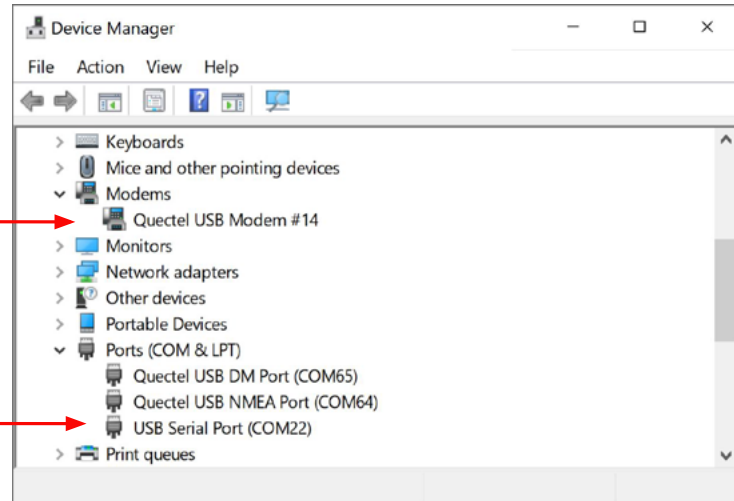 Device Manager
File Action View Help
Keyboards
Mice and other pointing devices
Modems
Quectel USB Modem #14
Monitors
Network adapters
Other devices
Portable Devices
Ports (COM & LPT)
Quectel USB DM Port (COM65)
Quectel USB NMEA Port (COM64)
USB Serial Port (COM22)
Print queues